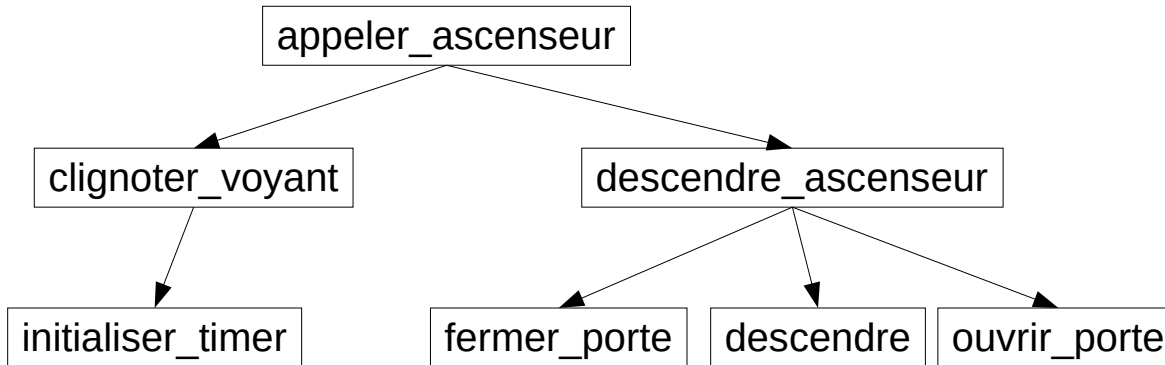 appeler_ascenseur
clignoter_voyant
descendre_ascenseur
initialiser_timer
fermer_porte
descendre
ouvrir_porte